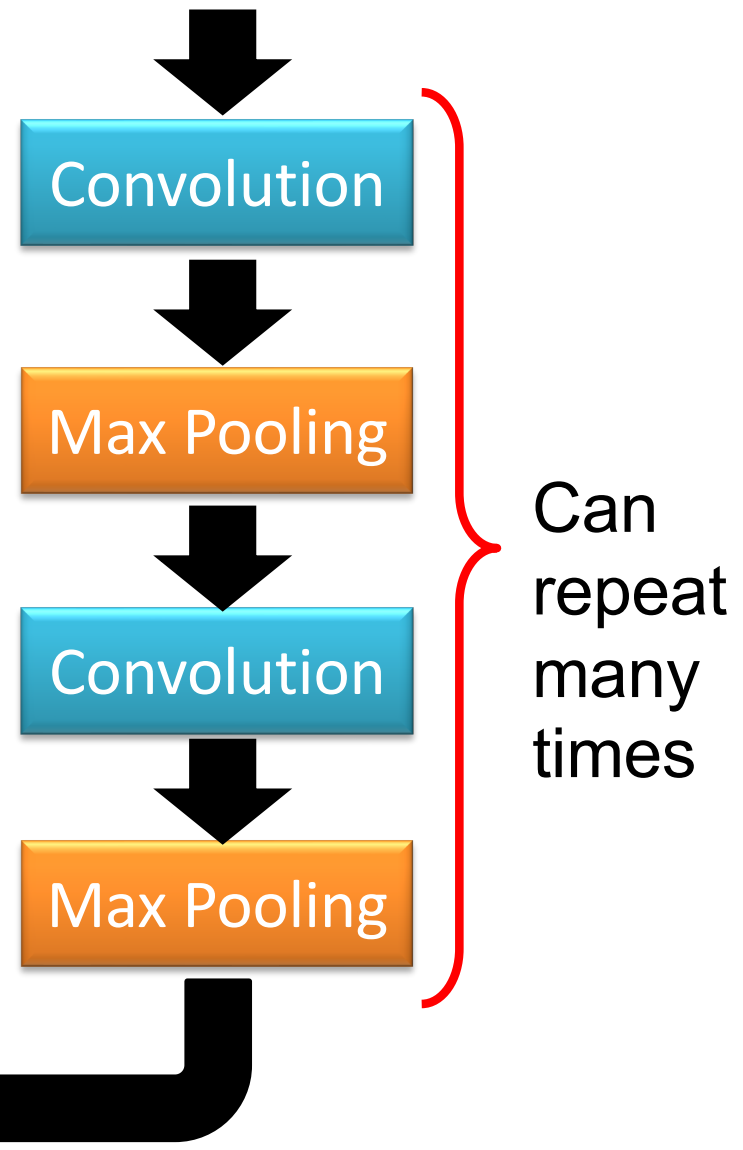 Convolution
Max Pooling
Convolution
Max Pooling
Can
repeat
many
times